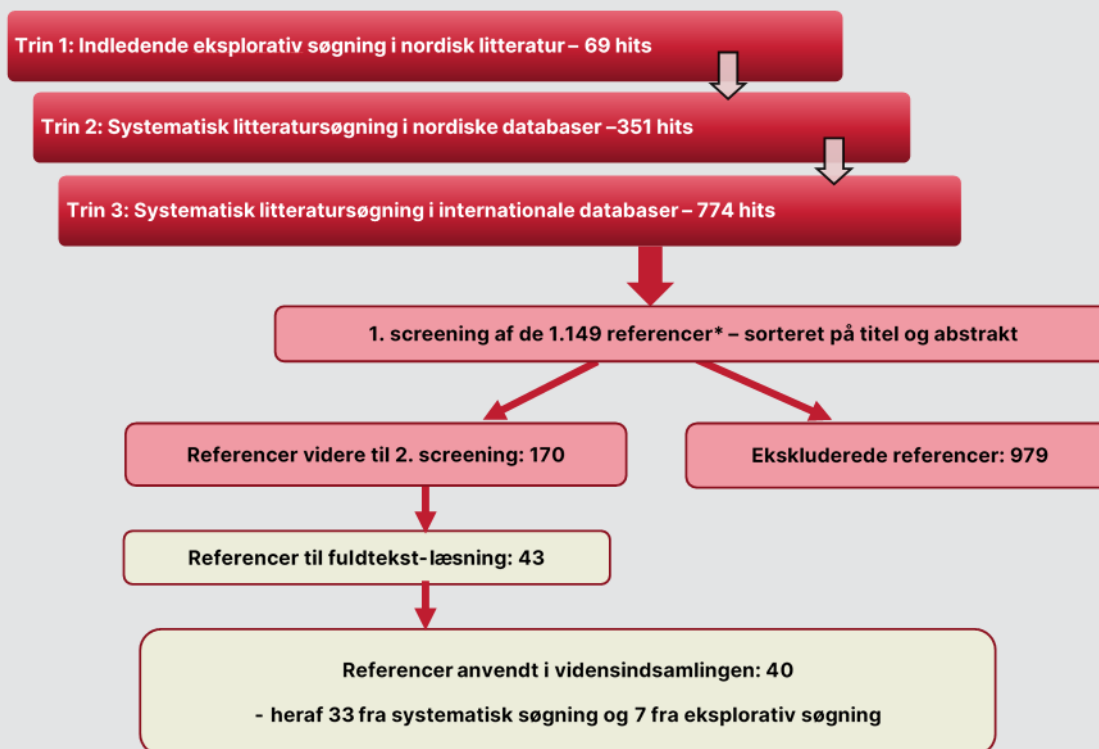 Trin 1: Indledende eksplorativ søgning i nordisk litteratur – 69 hits
Trin 2: Systematisk litteratursøgning i nordiske databaser –351 hits
Trin 3: Systematisk litteratursøgning i internationale databaser – 774 hits
1. screening af de 1.149 referencer* – sorteret på titel og abstrakt
Referencer videre til 2. screening: 170
Ekskluderede referencer: 979
Referencer til fuldtekst-læsning: 43
Referencer anvendt i vidensindsamlingen: 40
- heraf 33 fra systematisk søgning og 7 fra eksplorativ søgning